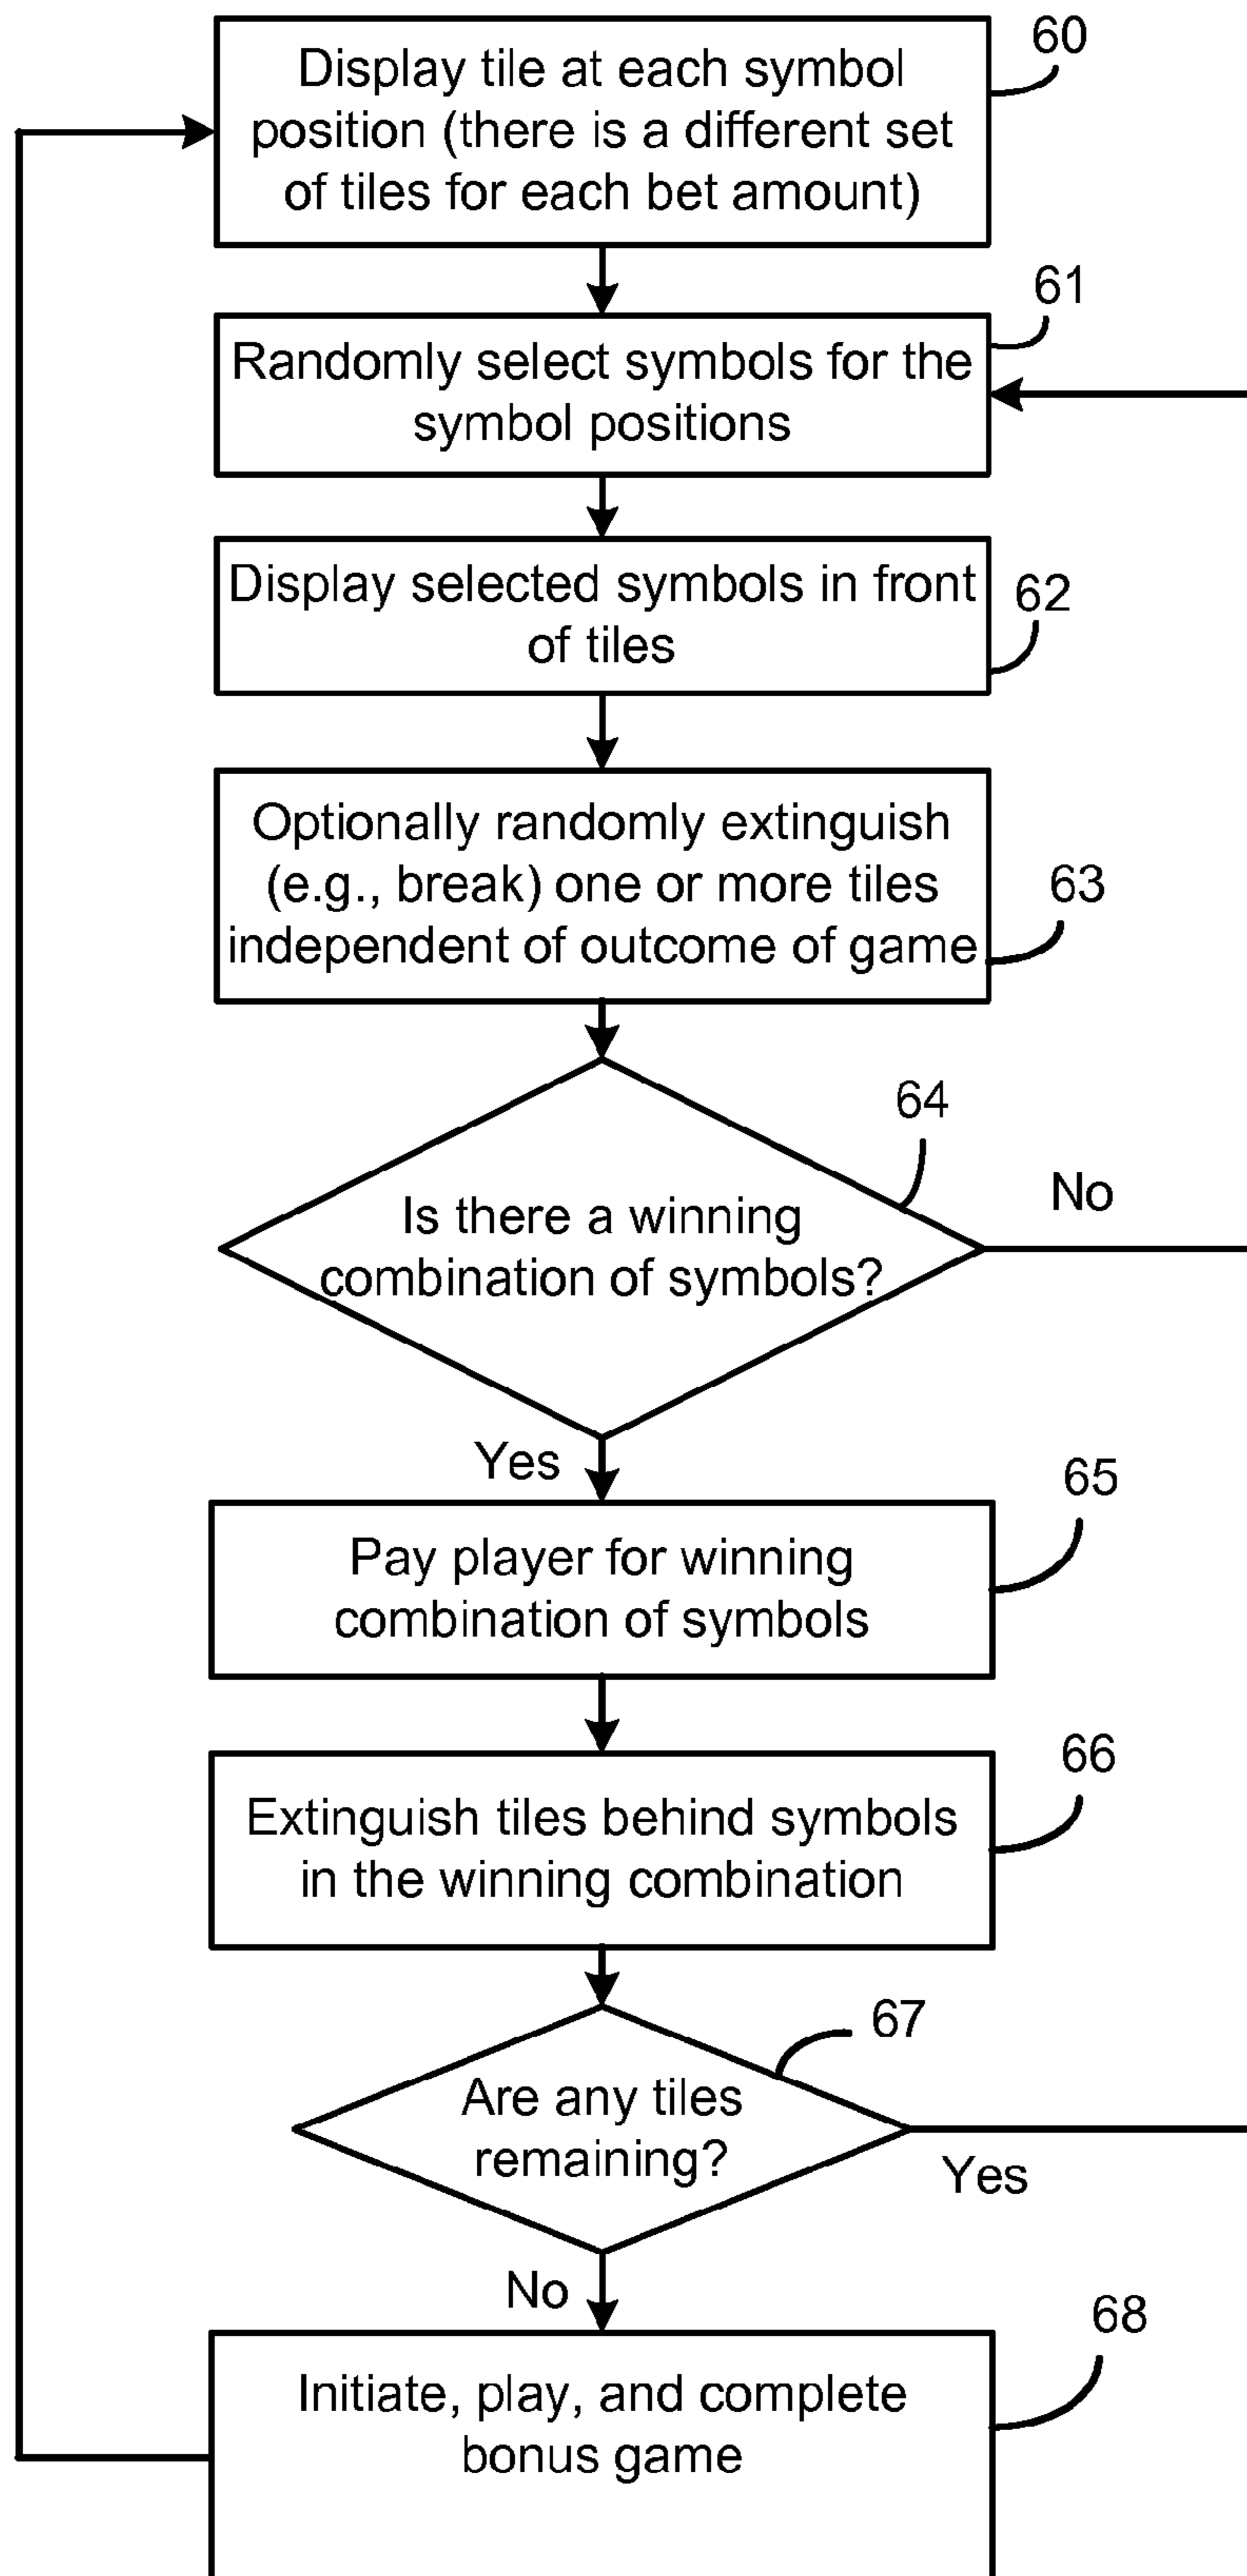 60
Display tile at each symbol
position (there is a different set
of tiles for each bet amount)
61
Randomly select symbols for the
symbol positions
Display selected symbols in front
of tiles
62
Optionally randomly extinguish
(e.g., break) one or more tiles
independent of outcome of game
63
64
No
Is there a winning
combination of symbols?
Yes
65
Pay player for winning
combination of symbols
66
Extinguish tiles behind symbols
in the winning combination
67
Are any tiles
remaining?
Yes
No
68
Initiate, play, and complete
bonus game